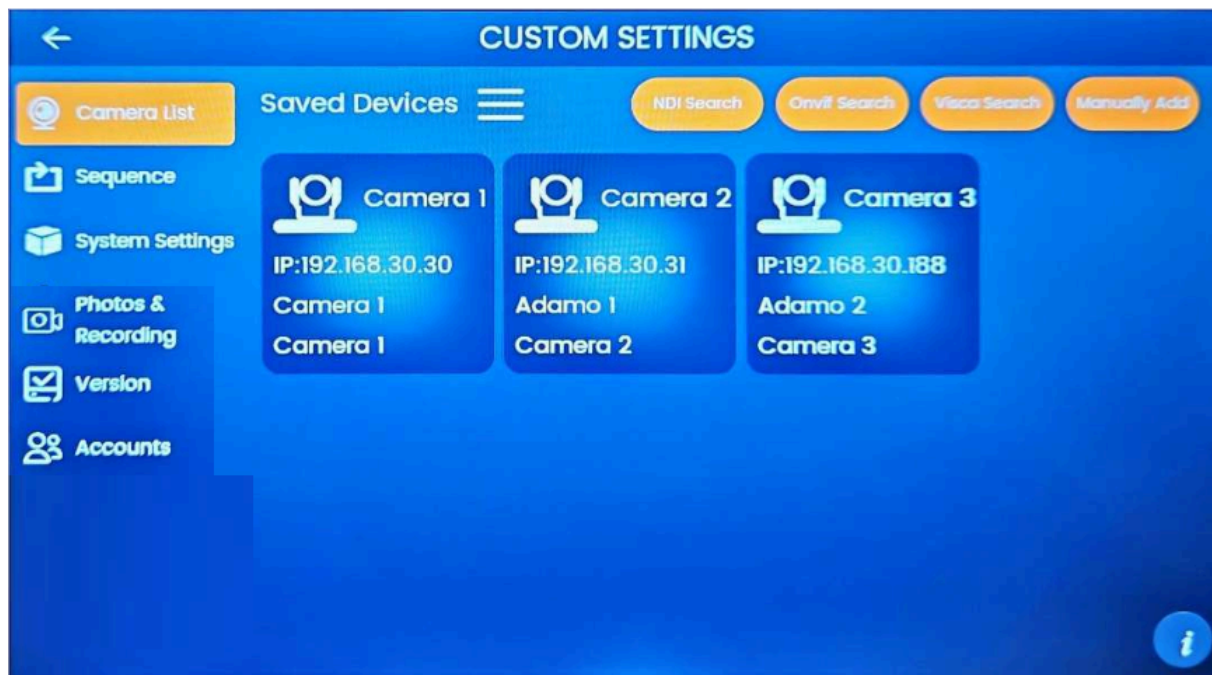 CUSTOM SETTINGS
Camera List
Saved Devices
NDI Search
Onvif Search
Visca Search
Manually Add
Sequence
System Settings
Photos &
Recording
Version
Accounts
Camera 1
IP:192.168.30.30
Camera 1
Camera 1
Camera 2
IP:192.168.30.31
Adamo 1
Camera 2
Camera 3
IP:192.168.30.188
Adamo 2
Camera 3
i